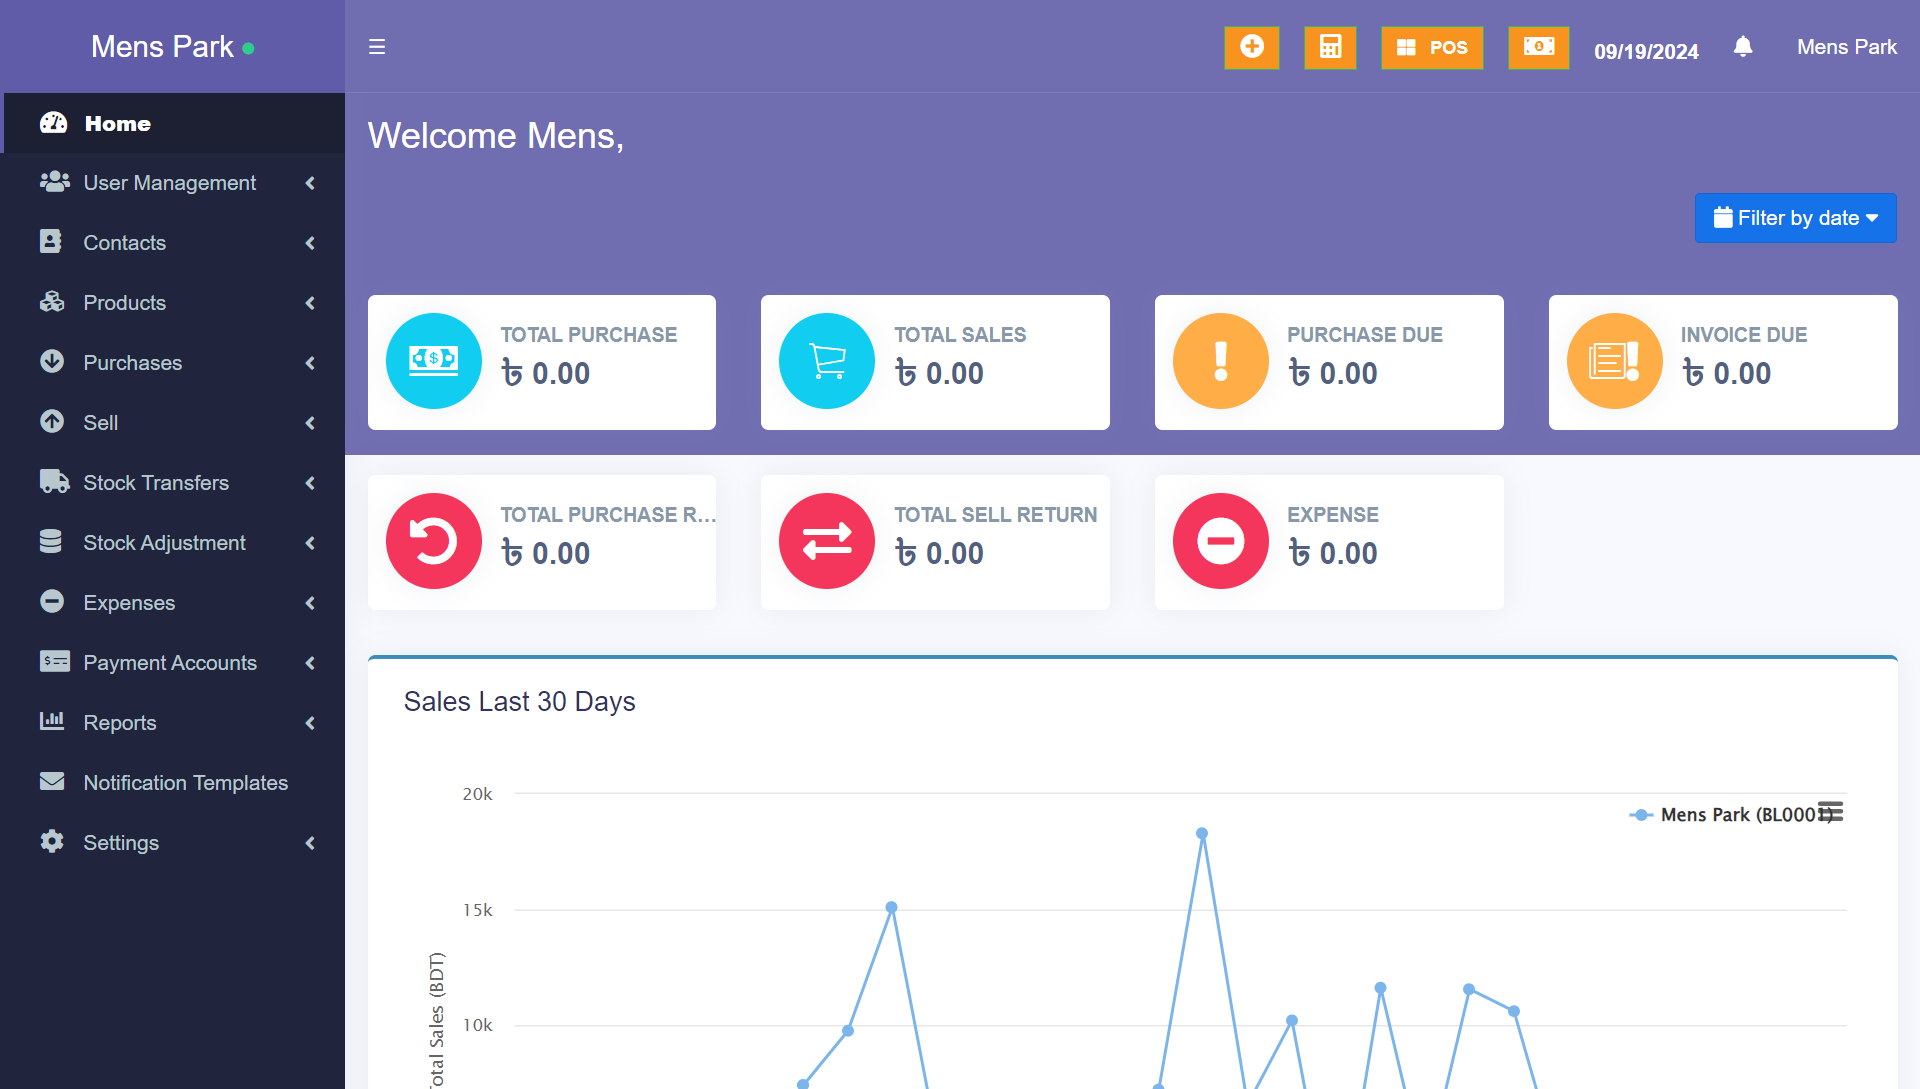 Mens Park
POS
09/19/2024
Mens Park
Home
User Management
Contacts
Products
Purchases
Sell
Stock Transfers
Stock Adjustment
Expenses
Payment Accounts
Reports
Notification Templates
Settings
Welcome Mens,
Filter by date
TOTAL PURCHASE
৳ 0.00
TOTAL SALES
৳ 0.00
PURCHASE DUE
৳ 0.00
INVOICE DUE
৳ 0.00
TOTAL PURCHASE R...
৳ 0.00
TOTAL SELL RETURN
৳ 0.00
EXPENSE
৳ 0.00
Sales Last 30 Days
Mens Park (BL0001)
20k
15k
10k
Total Sales (BDT)